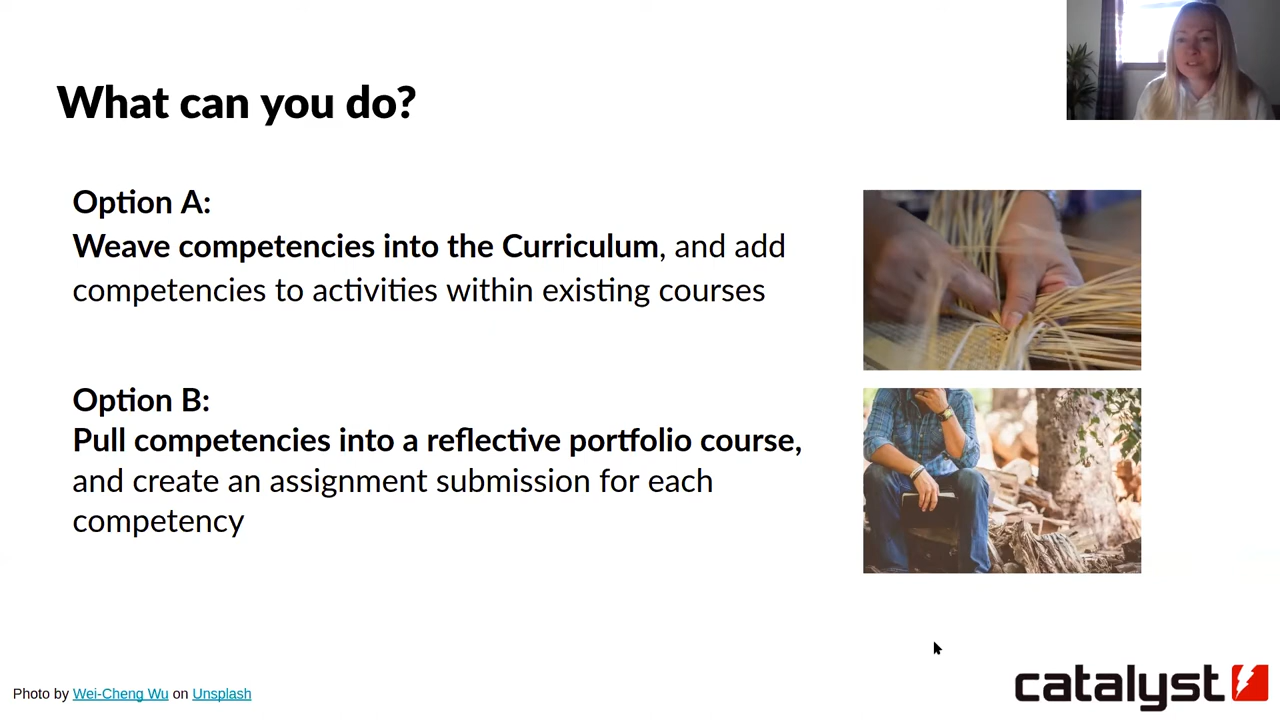 What can you do?
Option A:
Weave competencies into the Curriculum, and add
competencies to activities within existing courses
Option B:
Pull competencies into a reflective portfolio course,
and create an assignment submission for each
competency
Photo by Wei-Cheng Wu on Unsplash
catalyst